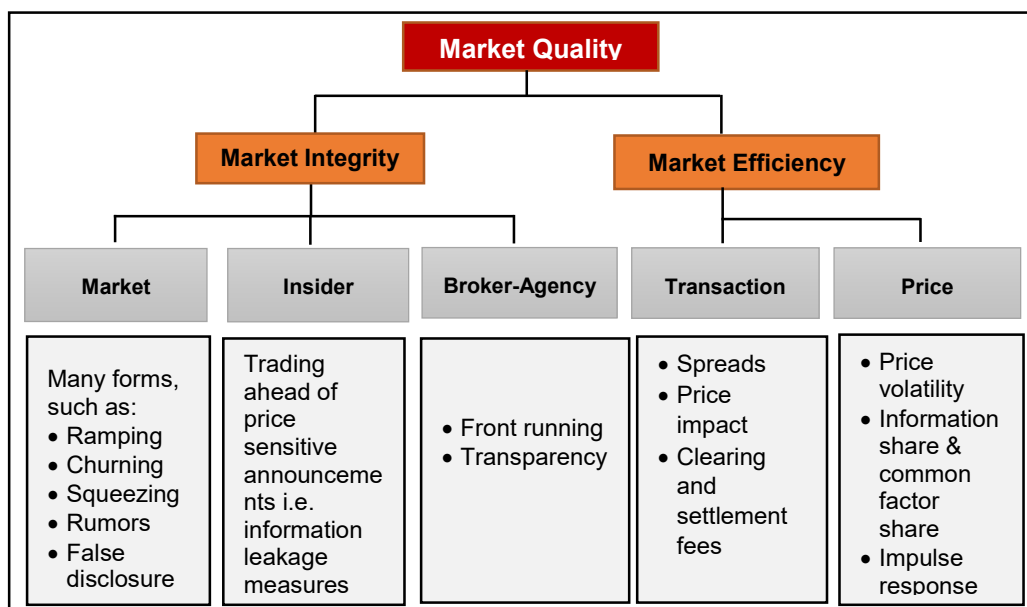 Market Quality
Market Integrity
Market Efficiency
Market
Insider
Broker-Agency
Transaction
Price
Many forms,
such as:
• Ramping
• Churning
• Squeezing
• Rumors
• False
disclosure
Trading
ahead of
price
sensitive
announceme
nts i.e.
information
leakage
measures
• Front running
• Transparency
• Spreads
• Price
impact
• Clearing
and
settlement
fees
• Price
volatility
• Information
share &
common
factor
share
• Impulse
response